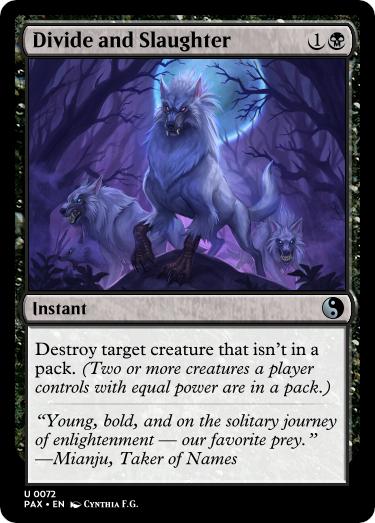 Divide and Slaughter 1
Instant
Destroy target creature that isn't in a
pack. (Two or more creatures a player
controls with equal power are in a pack.)
“Young, bold, and on the solitary journey
of enlightenment — our favorite prey.”
—Mianju, Taker of Names
U 0072
PAX • EN Cynthia F.G.